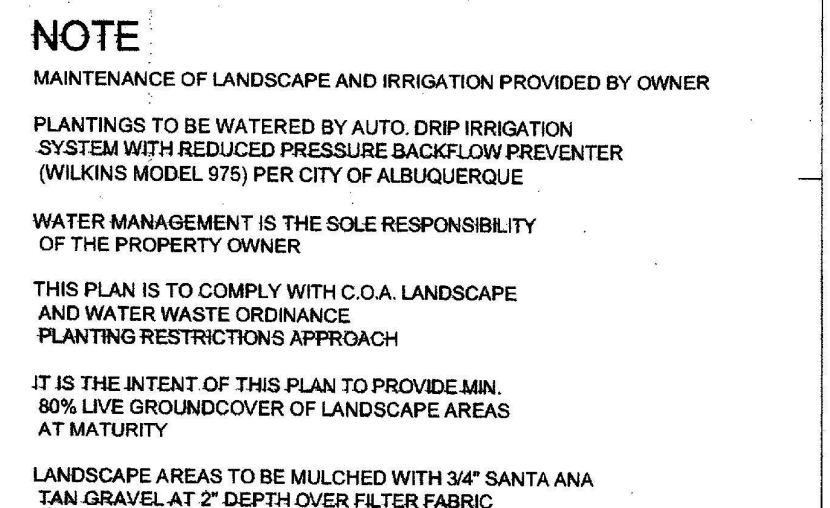 NOTE
MAINTENANCE OF LANDSCAPE AND IRRIGATION PROVIDED BY OWNER
PLANTINGS TO BE WATERED BY AUTO. DRIP IRRIGATION
SYSTEM WITH REDUCED PRESSURE BACKFLOW PREVENTER
(WILKINS MODEL 975) PER CITY OF ALBUQUERQUE
WATER MANAGEMENT IS THE SOLE RESPONSIBILITY
OF THE PROPERTY OWNER
THIS PLAN IS TO COMPLY WITH C.O.A. LANDSCAPE
AND WATER WASTE ORDINANCE
PLANTING RESTRICTIONS APPROACH
IT IS THE INTENT OF THIS PLAN TO PROVIDE MIN.
80% LIVE GROUNDCOVER OF LANDSCAPE AREAS
AT MATURITY
LANDSCAPE AREAS TO BE MULCHED WITH 3/4" SANTA ANA
TAN GRAVEL AT 2" DEPTH OVER FILTER FABRIC